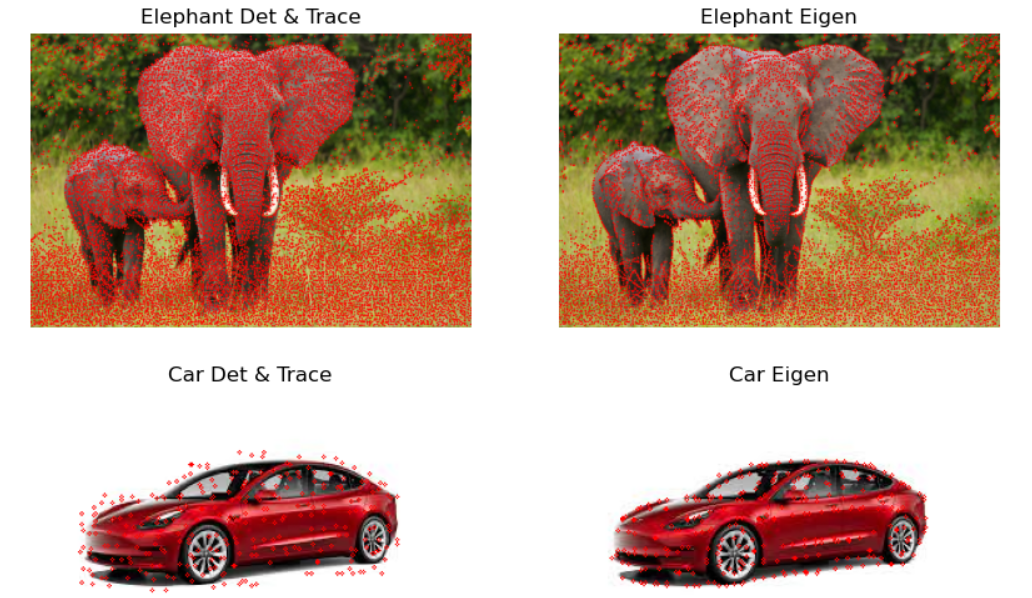 Elephant Det & Trace
Elephant Eigen
Car Det & Trace
Car Eigen